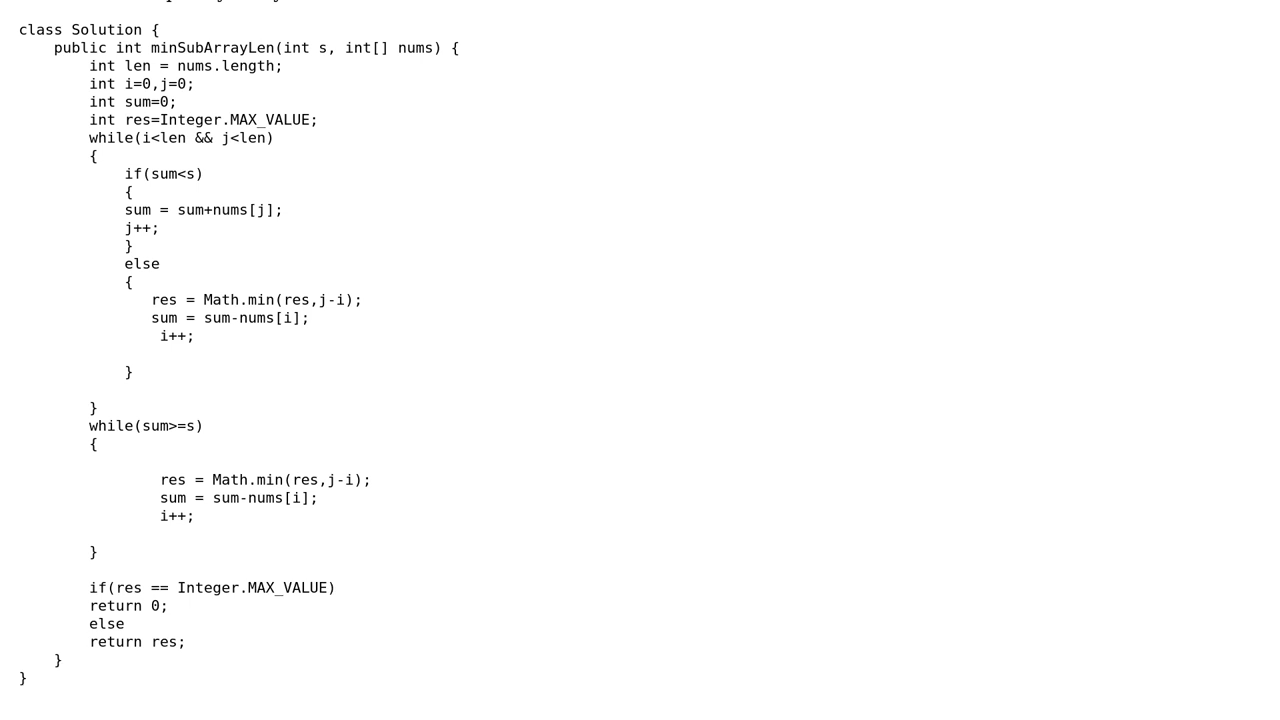 class Solution {
    public int minSubArrayLen(int s, int[] nums) {
        int len = nums.length;
        int i=0,j=0;
        int sum=0;
        int res=Integer.MAX_VALUE;
        while(i<len && j<len)
        {
            if(sum<s)
            {
            sum = sum+nums[j];
            j++;
            }
            else
            {
               res = Math.min(res,j-i);
               sum = sum-nums[i];
                i++;
            }
        }
        while(sum>=s)
        {
                res = Math.min(res,j-i);
                sum = sum-nums[i];
                i++;
        }
        if(res == Integer.MAX_VALUE)
        return 0;
        else
        return res;
    }
}